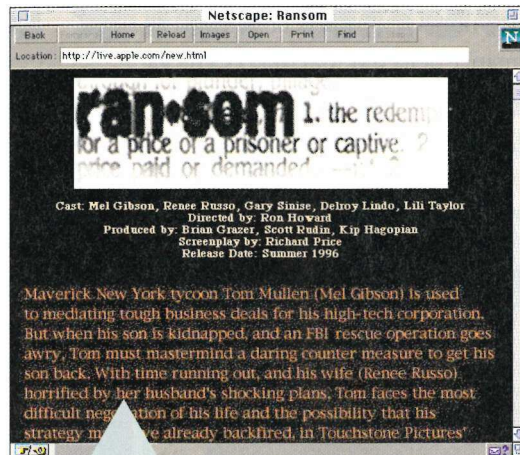 Netscape: Ransom
Back Home Reload Images Open Print Find
N
Location: http://live.apple.com/new.html
ran•som 1. the redemp
for a price of a prisoner or captive. 2
price paid or demanded.
Cast: Mel Gibson, Renee Russo, Gary Sinise, Delroy Lindo, Lili Taylor
Directed by: Ron Howard
Produced by: Brian Grazer, Scott Rudin, Kip Hagopian
Screenplay by: Richard Price
Release Date: Summer 1996
Maverick New York tycoon Tom Mullen (Mel Gibson) is used
to mediating tough business deals for his high-tech corporation.
But when his son is kidnapped, and an FBI rescue operation goes
awry, Tom must mastermind a daring counter measure to get his
son back. With time running out, and his wife (Renee Russo)
horrified by her husband's shocking plans, Tom faces the most
difficult neg ation of his life and the possibility that his
strategy m ve already backfired, in Touchstone Pictures'